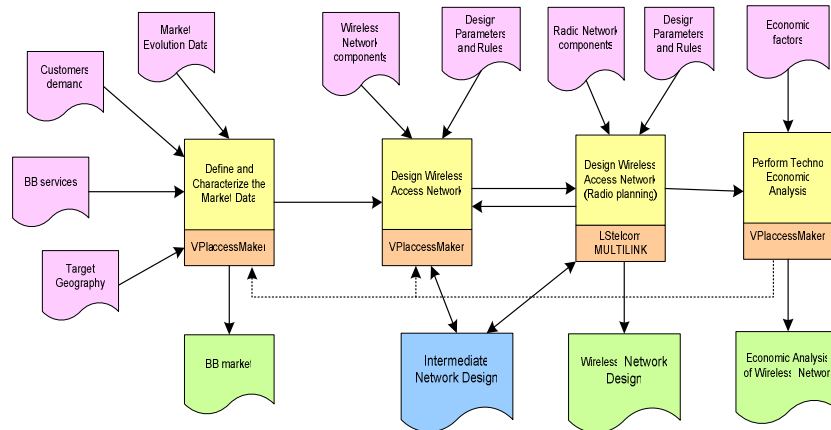 Market
Evolution Data
Customers
demand
BB services
Target
Geography
Define and
Characterize the
Market Data
VPIaccessMaker
BB market
Wireless
Network
components
Design
Parameters
and Rules
Design Wireless
Access Network
VPIaccessMaker
Intermediate
Network Design
Radio Network
components
Design
Parameters
and Rules
Design Wireless
Access Network
(Radio planning)
LStelcom
MULTILINK
Wireless Network
Design
Economic
factors
Perform Techno
Economic
Analysis
VPIaccessMaker
Economic Analysis
of Wireless Network